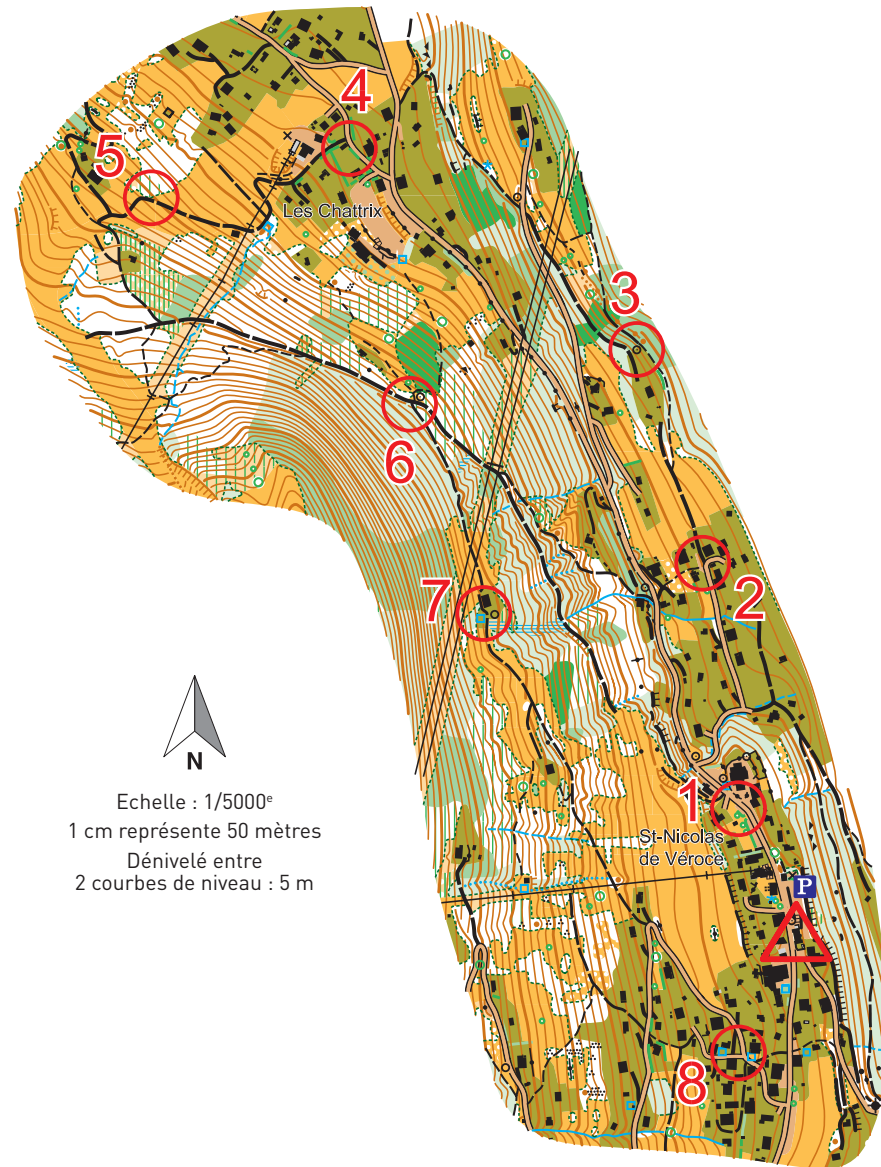 4
5
Les Chattrix
3
6
2
7
N
Echelle : 1/5000e
1 cm représente 50 mètres
Dénivelé entre
2 courbes de niveau : 5 m
1
St-Nicolas
de Véroce
P
8